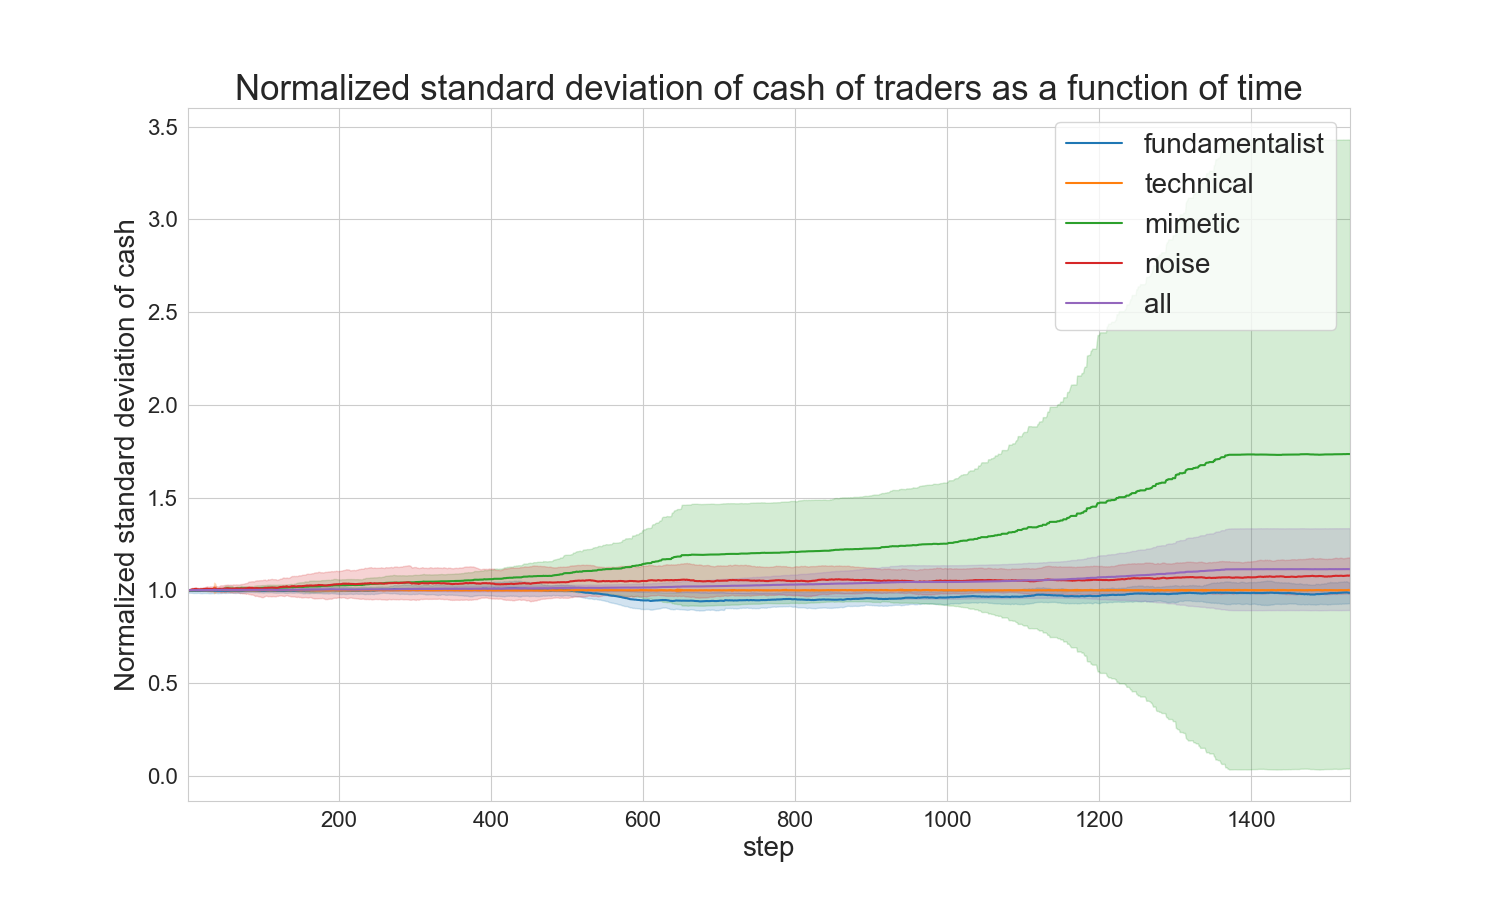 Normalized standard deviation of cash of traders as a function of time
Normalized standard deviation of cash
3.5
3.0
2.5
2.0
1.5
1.0
0.5
0.0
fundamentalist
technical
mimetic
noise
all
200 400 600 800 1000 1200 1400
step